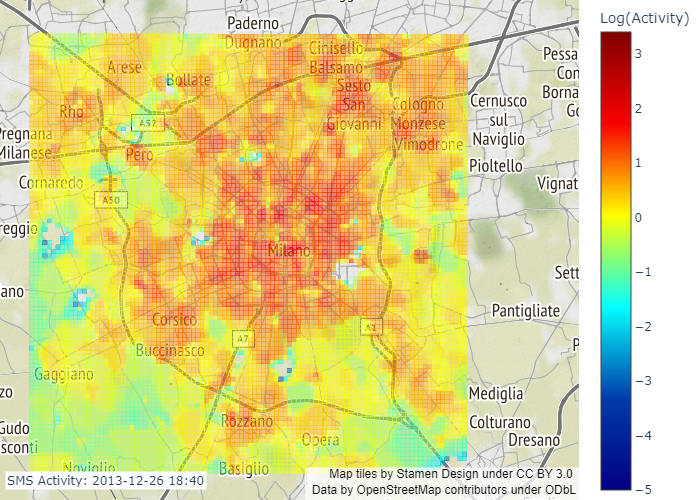 Paderno
Dugnano
Cinisello
Balsamo
Arese
Bollate
Sesto
San
Giovanni
Cologno
Monzese
Vimodrone
Rho
A52
Pero
Pregnana
Milanese
Cornaredo
A50
reggio
ano
Milano
Pessa
Con
Borna
Go
Cernusco
sul
Naviglio
Pioltello
Vignat
Sett
Pantigliate
P
Corsico
Buccinasco
A7
A1
Gaggiano
zo
Gudo
sconti
Rozzano
Opera
Mediglia
Colturano
Dresano
Noviglio
Basiglio
SMS Activity: 2013-12-26 18:40
Map tiles by Stamen Design under CC BY 3.0
Data by OpenStreetMap contributors under ODbL
Log(Activity)
3
2
1
0
−1
−2
−3
−4
−5